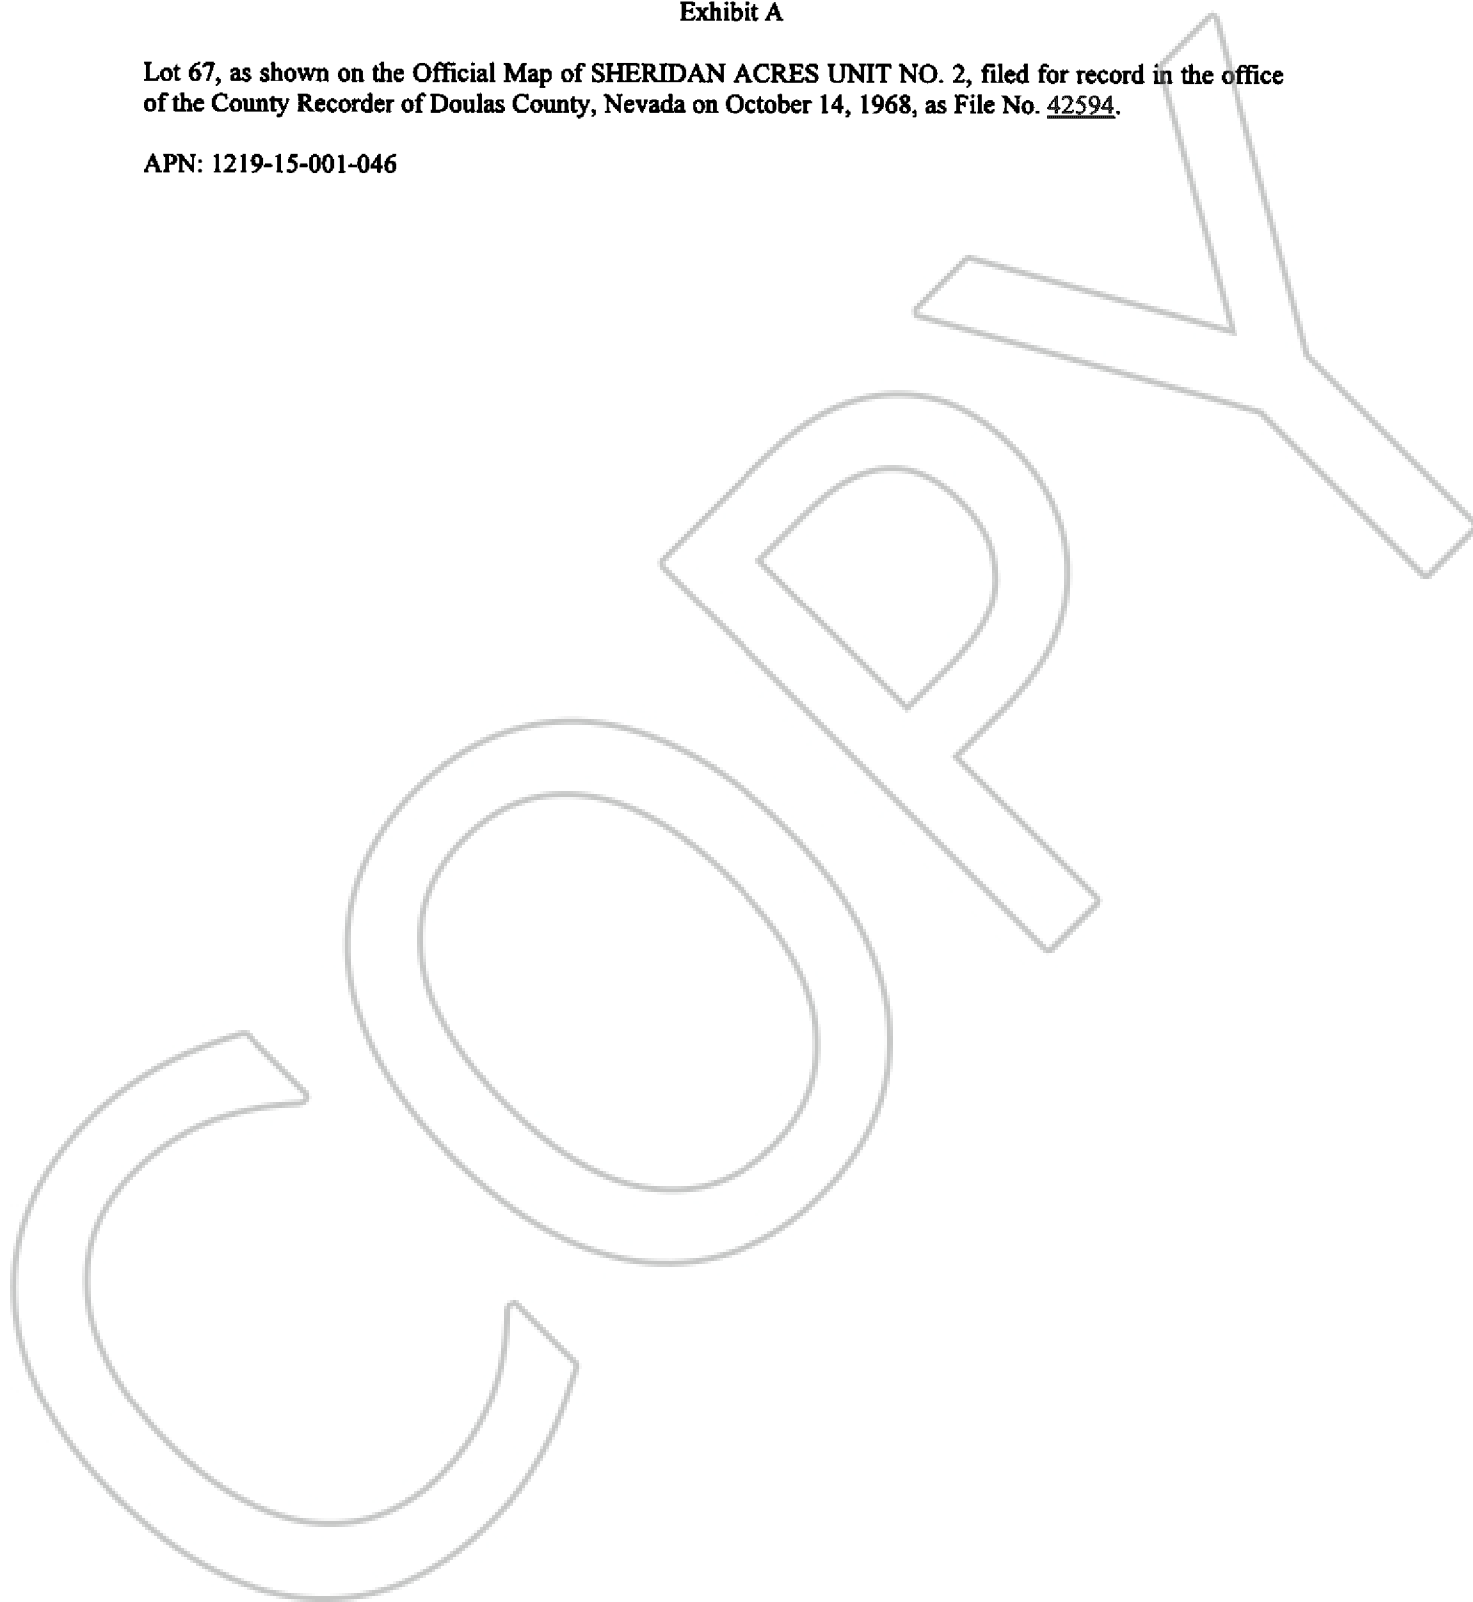 Exhibit A
Lot 67, as shown on the Official Map of SHERIDAN ACRES UNIT NO. 2, filed for record in the office
of the County Recorder of Doulas County, Nevada on October 14, 1968, as File No. 42594.
APN: 1219-15-001-046
COPY